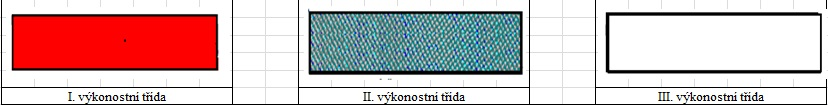 I. výkonostní třída
II. výkonostní třída
III. výkonostní třída